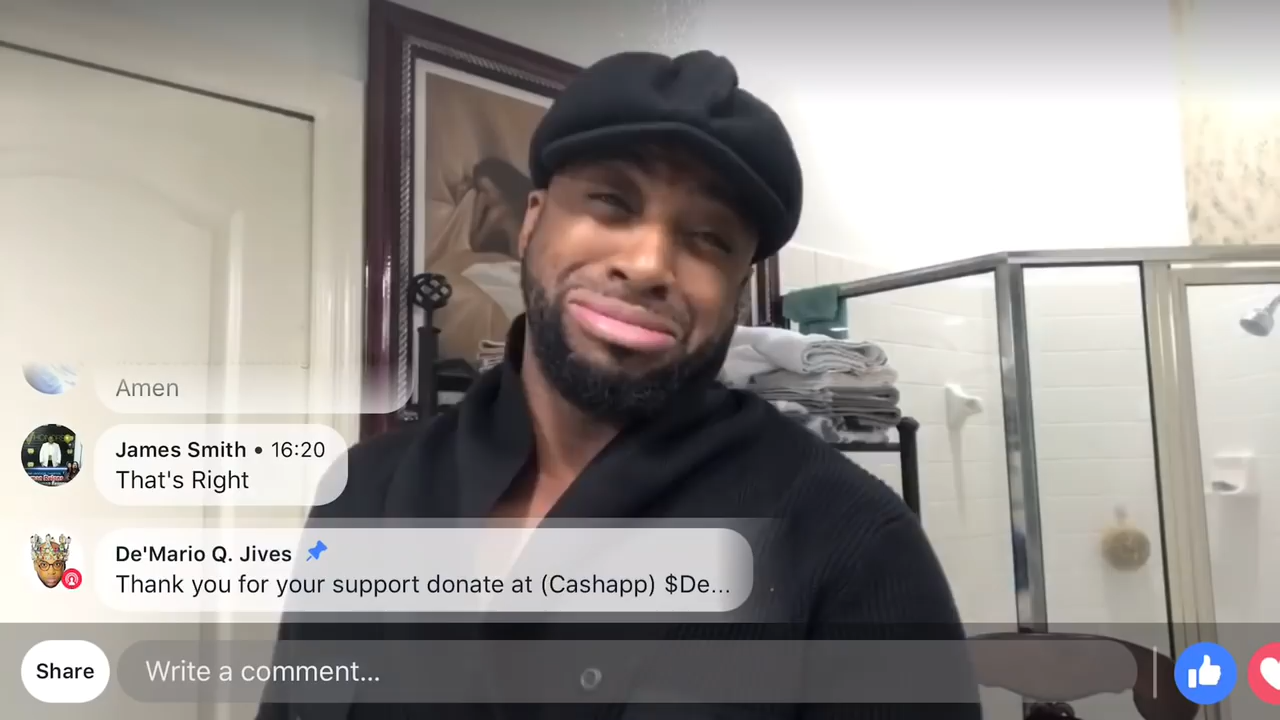 Amen
James Smith • 16:20
That's Right
De'Mario Q. Jives
Thank you for your support donate at (Cashapp) $De...
Share
Write a comment...